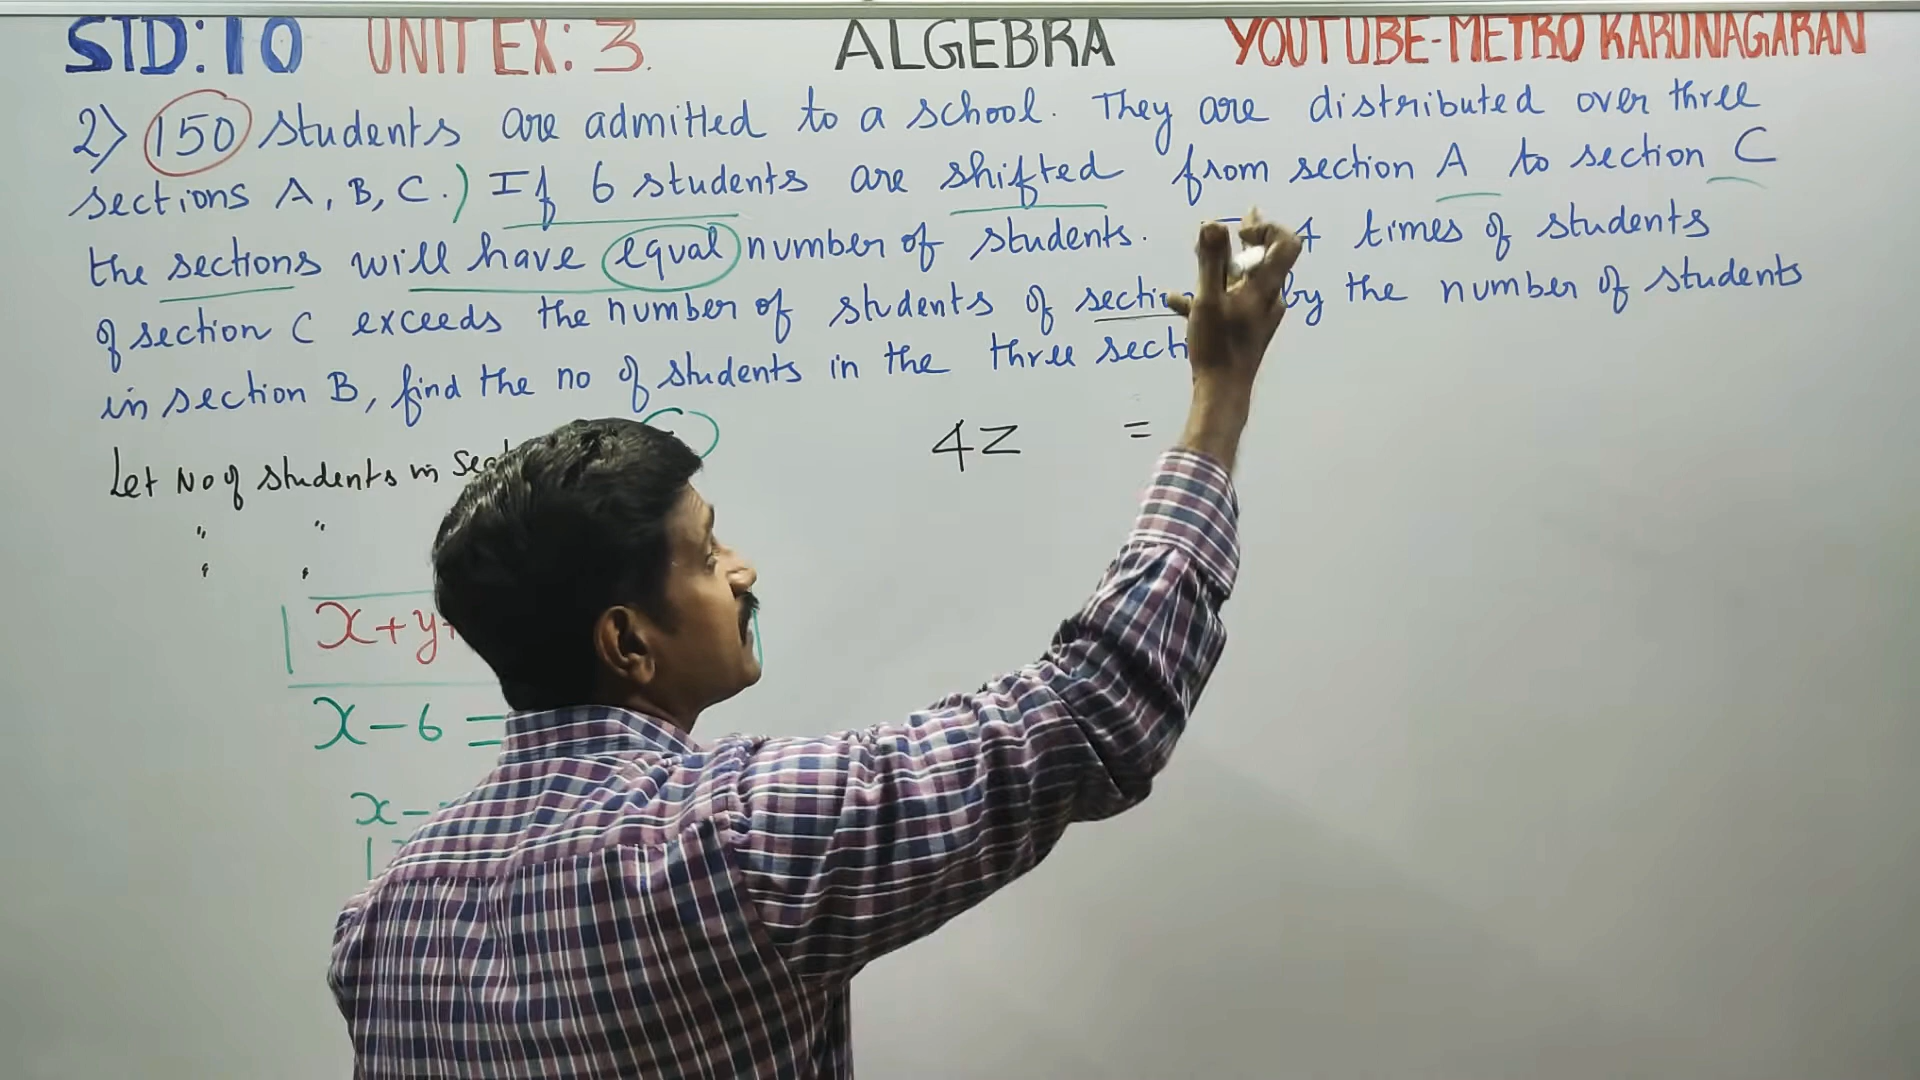 STD:10 UNIT EX: 3. ALGEBRA YOUTUBE-METRO KARUNAGARAN
2) 150 students are admitted to a school. They are distributed over three
sections A, B, C.) If 6 students are shifted from section A to section C
the sections will have equal number of students. 4 times of students
of section C exceeds the number of students of section by the number of students
in section B, find the no of students in the three
Let No of students in
4Z =
" "
x+y+
x-6=
x-